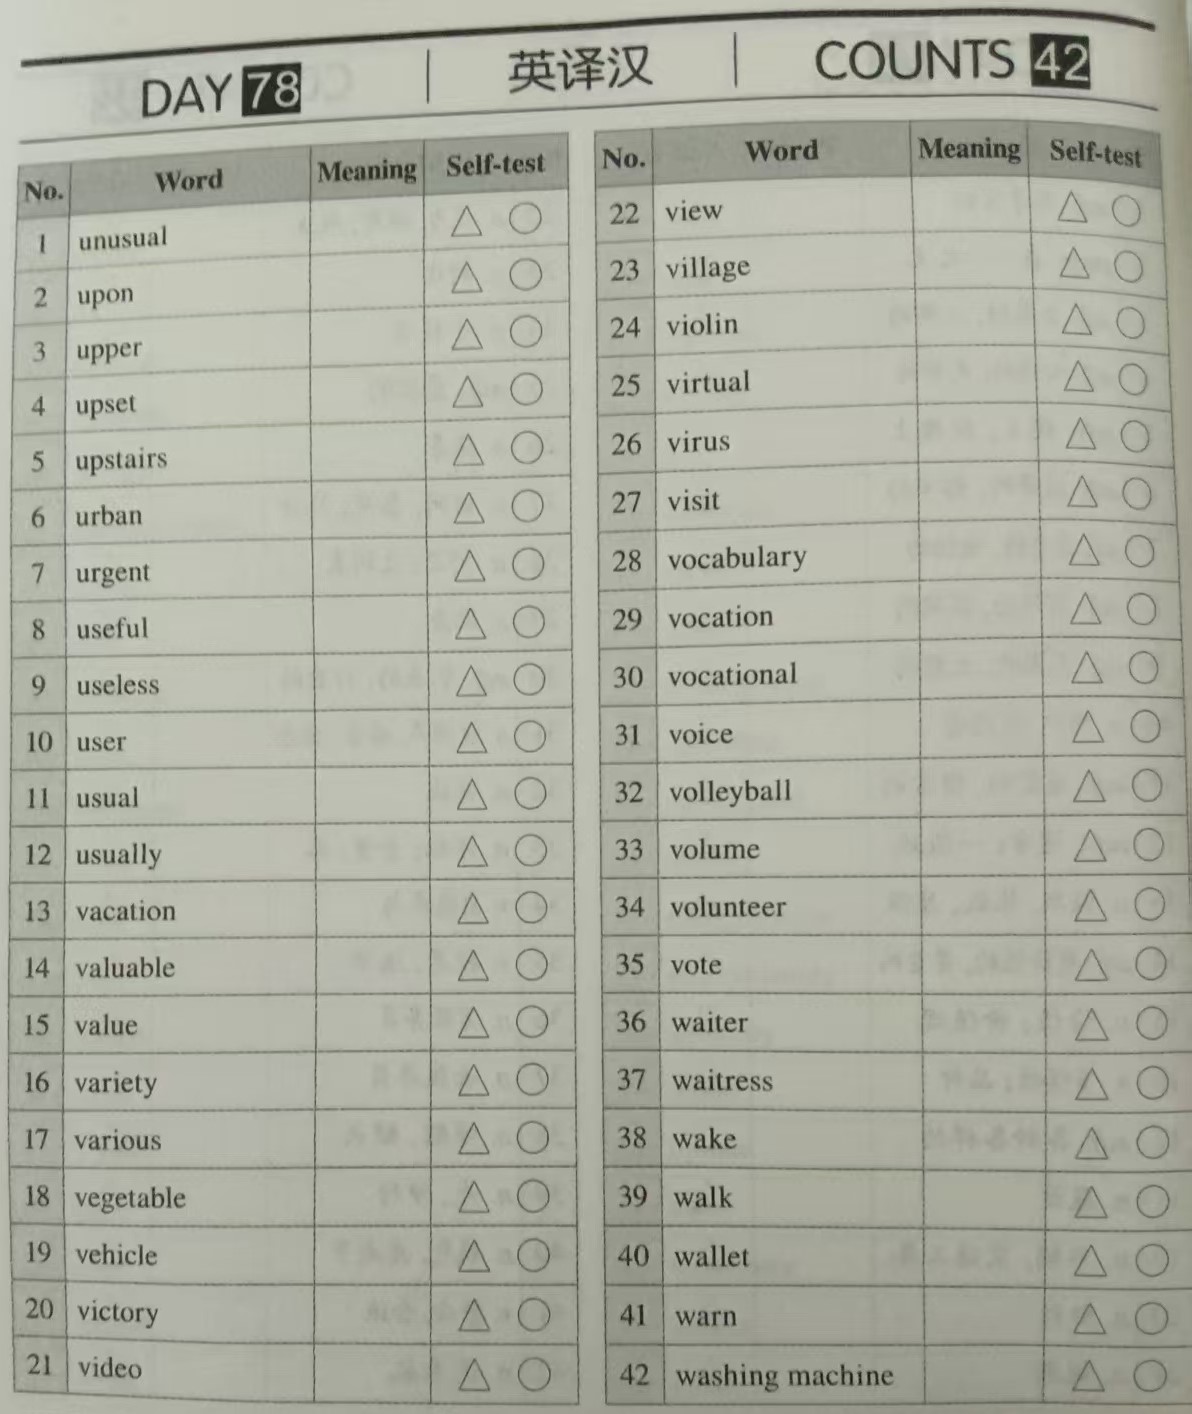 DAY 78 英译汉 COUNTS 42
No. Word Meaning Self-test
1 unusual △ ○
2 upon △ ○
3 upper △ ○
4 upset △ ○
5 upstairs △ ○
6 urban △ ○
7 urgent △ ○
8 useful △ ○
9 useless △ ○
10 user △ ○
11 usual △ ○
12 usually △ ○
13 vacation △ ○
14 valuable △ ○
15 value △ ○
16 variety △ ○
17 various △ ○
18 vegetable △ ○
19 vehicle △ ○
20 victory △ ○
21 video △ ○
No. Word Meaning Self-test
22 view △ ○
23 village △ ○
24 violin △ ○
25 virtual △ ○
26 virus △ ○
27 visit △ ○
28 vocabulary △ ○
29 vocation △ ○
30 vocational △ ○
31 voice △ ○
32 volleyball △ ○
33 volume △ ○
34 volunteer △ ○
35 vote △ ○
36 waiter △ ○
37 waitress △ ○
38 wake △ ○
39 walk △ ○
40 wallet △ ○
41 warn △ ○
42 washing machine △ ○